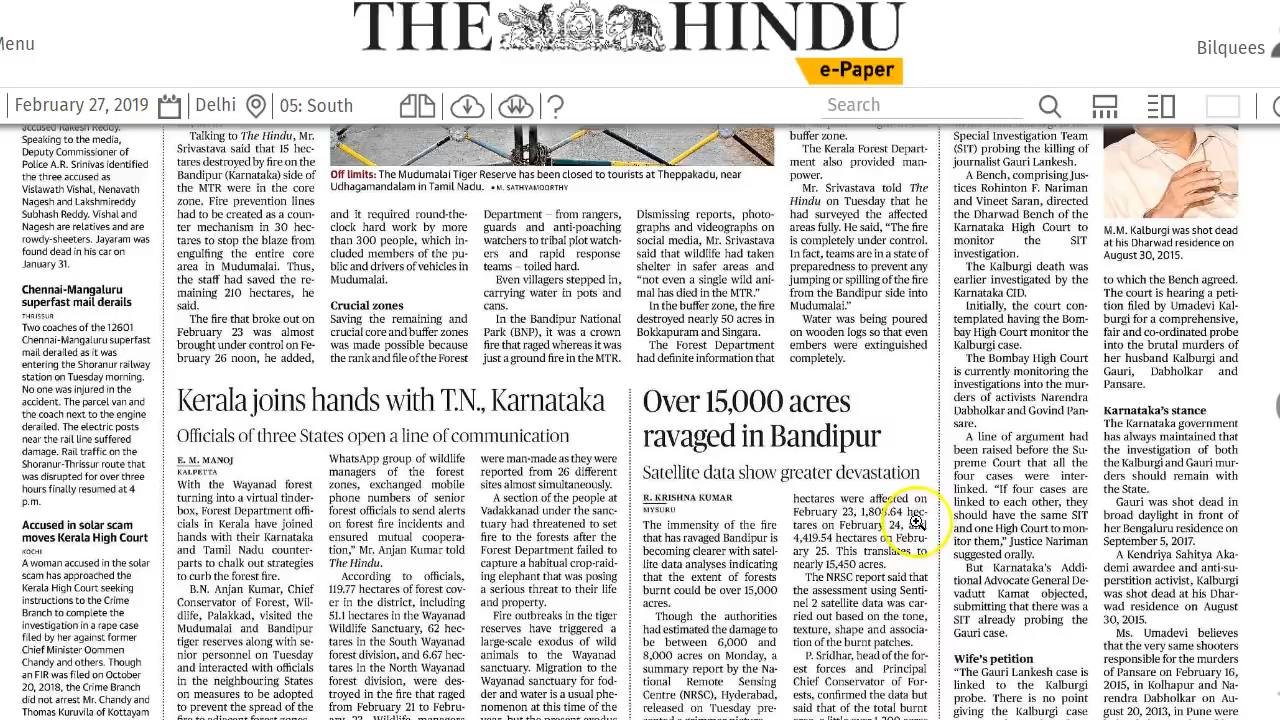 THE HINDU
e-Paper
Menu
Bilquees
February 27, 2019
Delhi
05: South
?
Search
accused Rakesh Reddy.
Speaking to the media,
Deputy Commissioner of
Police A.R. Srinivas identified
the three accused as
Vislawath Vishal, Nenavath
Nagesh and Lakshmireddy
Subhash Reddy. Vishal and
Nagesh are relatives and are
rowdy-sheeters. Jayaram was
found dead in his car on
January 31.
Chennai-Mangaluru
superfast mail derails
THRISSUR
Two coaches of the 12601
Chennai-Mangaluru superfast
mail derailed as it was
entering the Shoranur railway
station on Tuesday morning.
No one was injured in the
accident. The parcel van and
the coach next to the engine
derailed. The electric posts
near the rail line suffered
damage. Rail traffic on the
Shoranur-Thrissur route that
was disrupted for over three
hours finally resumed at 4
p.m.
Accused in solar scam
moves Kerala High Court
KOCHI
A woman accused in the solar
scam has approached the
Kerala High Court seeking
instructions to the Crime
Branch to complete the
investigation in a rape case
filed by her against former
Chief Minister Oommen
Chandy and others. Though
an FIR was filed on October
20, 2018, the Crime Branch
did not arrest Mr. Chandy and
Thomas Kuruvila of Kottayam
Talking to The Hindu, Mr.
Srivastava said that 15 hec-
tares destroyed by fire on the
Bandipur (Karnataka) side of
the MTR were in the core
zone. Fire prevention lines
had to be created as a coun-
ter mechanism in 30 hec-
tares to stop the blaze from
engulfing the entire core
area in Mudumalai. Thus,
the staff had saved the re-
maining 210 hectares, he
said.
The fire that broke out on
February 23 was almost
brought under control on Fe-
bruary 26 noon, he added,
Off limits: The Mudumalai Tiger Reserve has been closed to tourists at Theppakadu, near
Udhagamandalam in Tamil Nadu. • M. SATHYAMOORTHY
and it required round-the-
clock hard work by more
than 300 people, which in-
cluded members of the pu-
blic and drivers of vehicles in
Mudumalai.
Crucial zones
Saving the remaining and
crucial core and buffer zones
was made possible because
the rank and file of the Forest
Department – from rangers,
guards and anti-poaching
watchers to tribal plot watch-
ers and rapid response
teams – toiled hard.
Even villagers stepped in,
carrying water in pots and
cans.
In the Bandipur National
Park (BNP), it was a crown
fire that raged whereas it was
just a ground fire in the MTR.
Dismissing reports, photo-
graphs and videographs on
social media, Mr. Srivastava
said that wildlife had taken
shelter in safer areas and
“not even a single wild ani-
mal has died in the MTR.”
In the buffer zone, the fire
destroyed nearly 50 acres in
Bokkapuram and Singara.
The Forest Department
had definite information that
buffer zone.
The Kerala Forest Depart-
ment also provided man-
power.
Mr. Srivastava told The
Hindu on Tuesday that he
had surveyed the affected
areas fully. He said, “The fire
is completely under control.
In fact, teams are in a state of
preparedness to prevent any
jumping or spilling of the fire
from the Bandipur side into
Mudumalai.”
Water was being poured
on wooden logs so that even
embers were extinguished
completely.
Kerala joins hands with T.N., Karnataka
Officials of three States open a line of communication
E. M. MANOJ
KALPETTA
With the Wayanad forest
turning into a virtual tinder-
box, Forest Department offi-
cials in Kerala have joined
hands with their Karnataka
and Tamil Nadu counter-
parts to chalk out strategies
to curb the forest fire.
B.N. Anjan Kumar, Chief
Conservator of Forest, Wil-
dlife, Palakkad, visited the
Mudumalai and Bandipur
tiger reserves along with se-
nior personnel on Tuesday
and interacted with officials
in the neighbouring States
on measures to be adopted
to prevent the spread of the
fire to adjacent forest zones.
WhatsApp group of wildlife
managers of the forest
zones, exchanged mobile
phone numbers of senior
forest officials to send alerts
on forest fire incidents and
ensured mutual coopera-
tion,” Mr. Anjan Kumar told
The Hindu.
According to officials,
119.77 hectares of forest cov-
er in the district, including
51.1 hectares in the Wayanad
Wildlife Sanctuary, 62 hec-
tares in the South Wayanad
forest division, and 6.67 hec-
tares in the North Wayanad
forest division, were des-
troyed in the fire that raged
from February 21 to Febru-
ary 23. Wildlife managers
were man-made as they were
reported from 26 different
sites almost simultaneously.
A section of the people at
Vadakkanad under the sanc-
tuary had threatened to set
fire to the forests after the
Forest Department failed to
capture a habitual crop-raid-
ing elephant that was posing
a serious threat to their life
and property.
Fire outbreaks in the tiger
reserves have triggered a
large-scale exodus of wild
animals to the Wayanad
sanctuary. Migration to the
Wayanad sanctuary for fod-
der and water is a usual phe-
nomenon at this time of the
year, but the present exodus
Over 15,000 acres
ravaged in Bandipur
Satellite data show greater devastation
R. KRISHNA KUMAR
MYSURU
The immensity of the fire
that has ravaged Bandipur is
becoming clearer with satel-
lite data analyses indicating
that the extent of forests
burnt could be over 15,000
acres.
Though the authorities
had estimated the damage to
be between 6,000 and
8,000 acres on Monday, a
summary report by the Na-
tional Remote Sensing
Centre (NRSC), Hyderabad,
released on Tuesday pre-
sented a grimmer picture.
hectares were affected on
February 23, 1,80 .64 hec-
tares on February 24,
4,419.54 hectares on Febru-
ary 25. This translates to
nearly 15,450 acres.
The NRSC report said that
the assessment using Senti-
nel 2 satellite data was car-
ried out based on the tone,
texture, shape and associa-
tion of the burnt patches.
P. Sridhar, head of the for-
est forces and Principal
Chief Conservator of For-
ests, confirmed the data but
said that of the total burnt
area, a little over 1,200 acres
Special Investigation Team
(SIT) probing the killing of
journalist Gauri Lankesh.
A Bench, comprising Jus-
tices Rohinton F. Nariman
and Vineet Saran, directed
the Dharwad Bench of the
Karnataka High Court to
monitor the SIT
investigation.
The Kalburgi death was
earlier investigated by the
Karnataka CID.
Initially, the court con-
templated having the Bom-
bay High Court monitor the
Kalburgi case.
The Bombay High Court
is currently monitoring the
investigations into the mur-
ders of activists Narendra
Dabholkar and Govind Pan-
sare.
A line of argument had
been raised before the Su-
preme Court that all the
four cases were inter-
linked. “If four cases are
linked to each other, they
should have the same SIT
and one High Court to mon-
itor them,” Justice Nariman
suggested orally.
But Karnataka’s Addi-
tional Advocate General De-
vadutt Kamat objected,
submitting that there was a
SIT already probing the
Gauri case.
Wife’s petition
“The Gauri Lankesh case is
linked to the Kalburgi
probe. There is no point
giving the Kalburgi case
M.M. Kalburgi was shot dead
at his Dharwad residence on
August 30, 2015.
to which the Bench agreed.
The court is hearing a peti-
tion filed by Umadevi Kal-
burgi for a comprehensive,
fair and co-ordinated probe
into the brutal murders of
her husband Kalburgi and
Gauri, Dabholkar and
Pansare.
Karnataka’s stance
The Karnataka government
has always maintained that
the investigation of both
the Kalburgi and Gauri mur-
ders should remain with
the State.
Gauri was shot dead in
broad daylight in front of
her Bengaluru residence on
September 5, 2017.
A Kendriya Sahitya Aka-
demi awardee and anti-su-
perstition activist, Kalburgi
was shot dead at his Dhar-
wad residence on August
30, 2015.
Ms. Umadevi believes
that the very same shooters
responsible for the murders
of Pansare on February 16,
2015, in Kolhapur and Na-
rendra Dabholkar on Au-
gust 20, 2013, in Pune were